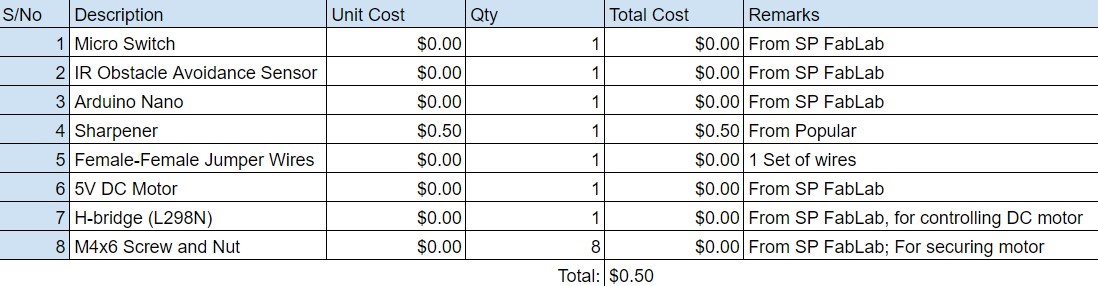 S/No Description Unit Cost Qty Total Cost Remarks
1 Micro Switch $0.00 1 $0.00 From SP FabLab
2 IR Obstacle Avoidance Sensor $0.00 1 $0.00 From SP FabLab
3 Arduino Nano $0.00 1 $0.00 From SP FabLab
4 Sharpener $0.50 1 $0.50 From Popular
5 Female-Female Jumper Wires $0.00 1 $0.00 1 Set of wires
6 5V DC Motor $0.00 1 $0.00 From SP FabLab
7 H-bridge (L298N) $0.00 1 $0.00 From SP FabLab, for controlling DC motor
8 M4x6 Screw and Nut $0.00 8 $0.00 From SP FabLab; For securing motor
Total: $0.50